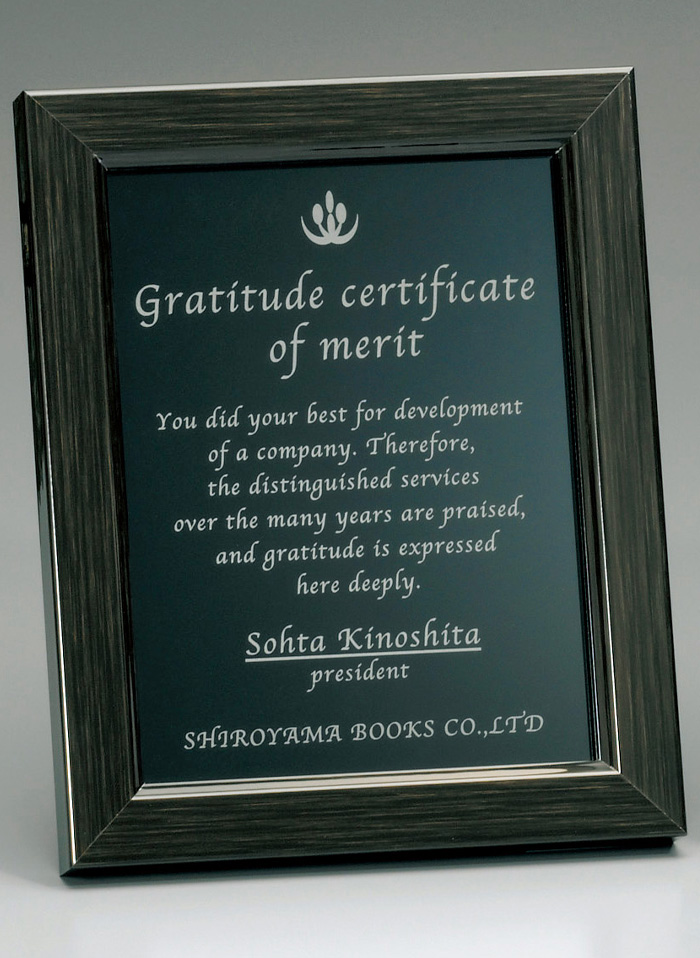 Gratitude certificate
of merit
You did your best for development
of a company. Therefore,
the distinguished services
over the many years are praised,
and gratitude is expressed
here deeply.
Sohta Kinoshita
president
SHIROYAMA BOOKS CO.,LTD